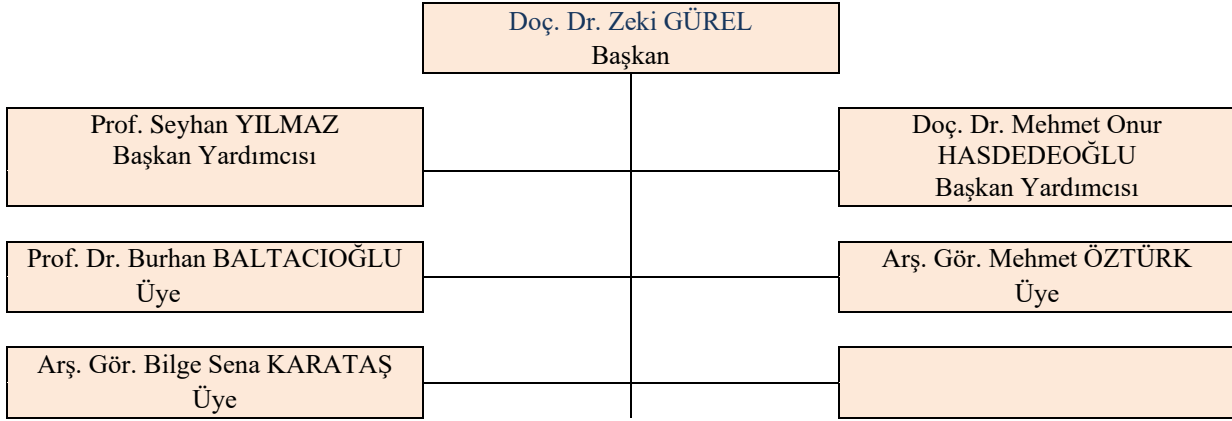 Doç. Dr. Zeki GÜREL
Başkan
Prof. Seyhan YILMAZ
Başkan Yardımcısı
Doç. Dr. Mehmet Onur
HASDEDEOĞLU
Başkan Yardımcısı
Prof. Dr. Burhan BALTACIOĞLU
Üye
Arş. Gör. Mehmet ÖZTÜRK
Üye
Arş. Gör. Bilge Sena KARATAŞ
Üye